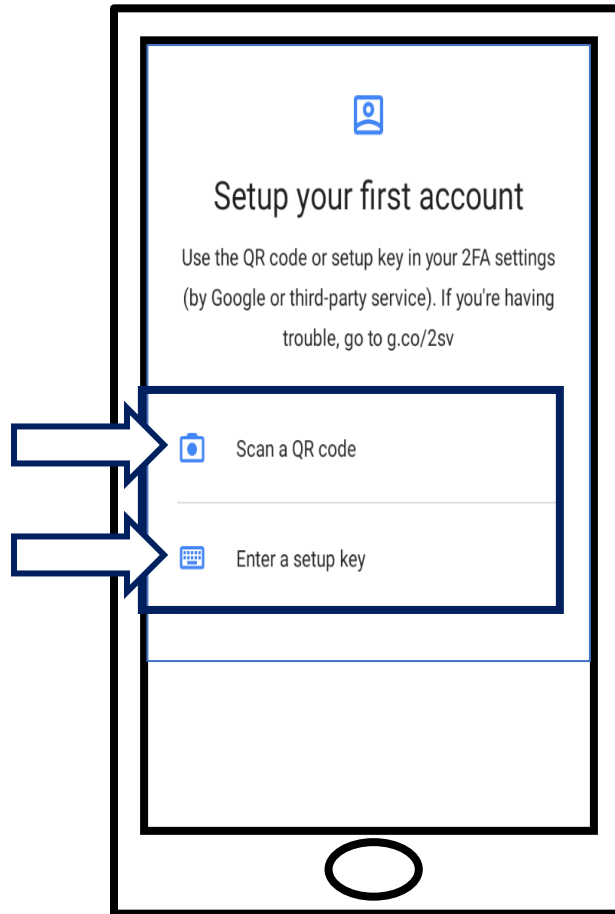 Setup your first account
Use the QR code or setup key in your 2FA settings
(by Google or third-party service). If you're having
trouble, go to g.co/2sv
Scan a QR code
Enter a setup key